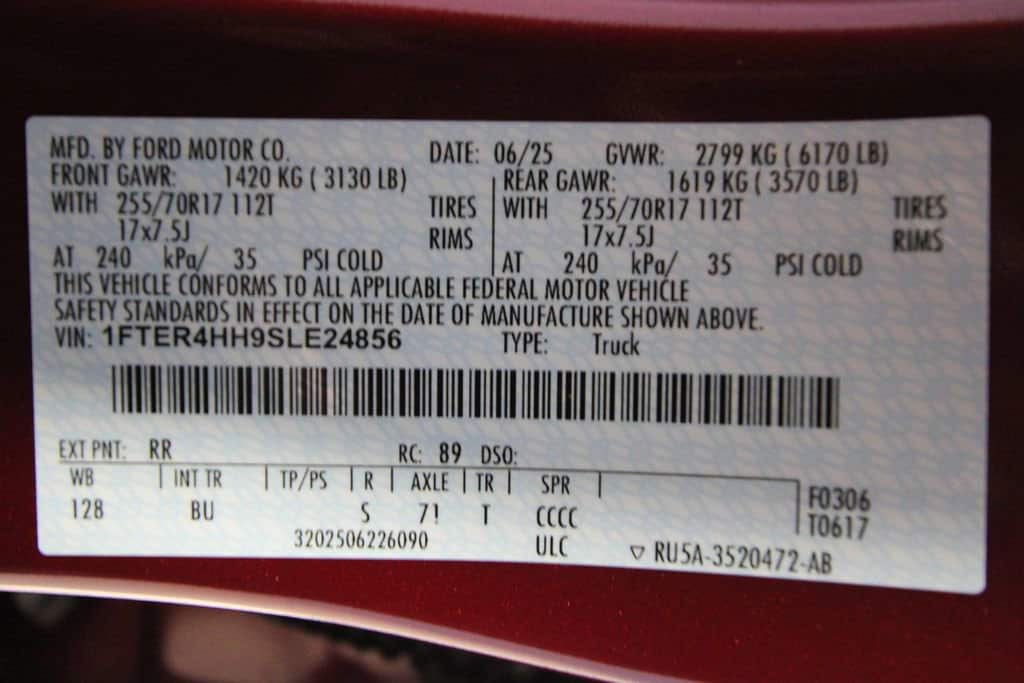 MFD. BY FORD MOTOR CO. DATE: 06/25 GVWR: 2799 KG ( 6170 LB)
FRONT GAWR: 1420 KG ( 3130 LB) REAR GAWR: 1619 KG ( 3570 LB)
WITH 255/70R17 112T TIRES WITH 255/70R17 112T TIRES
17x7.5J RIMS 17x7.5J RIMS
AT 240 kPa/ 35 PSI COLD AT 240 kPa/ 35 PSI COLD
THIS VEHICLE CONFORMS TO ALL APPLICABLE FEDERAL MOTOR VEHICLE
SAFETY STANDARDS IN EFFECT ON THE DATE OF MANUFACTURE SHOWN ABOVE.
VIN: 1FTER4HH9SLE24856 TYPE: Truck
EXT PNT: RR RC: 89 DSO:
WB INT TR TP/PS R AXLE TR SPR F0306
128 BU S 7! T CCCC T0617
3202506226090 ULC ▽ RU5A-3520472-AB